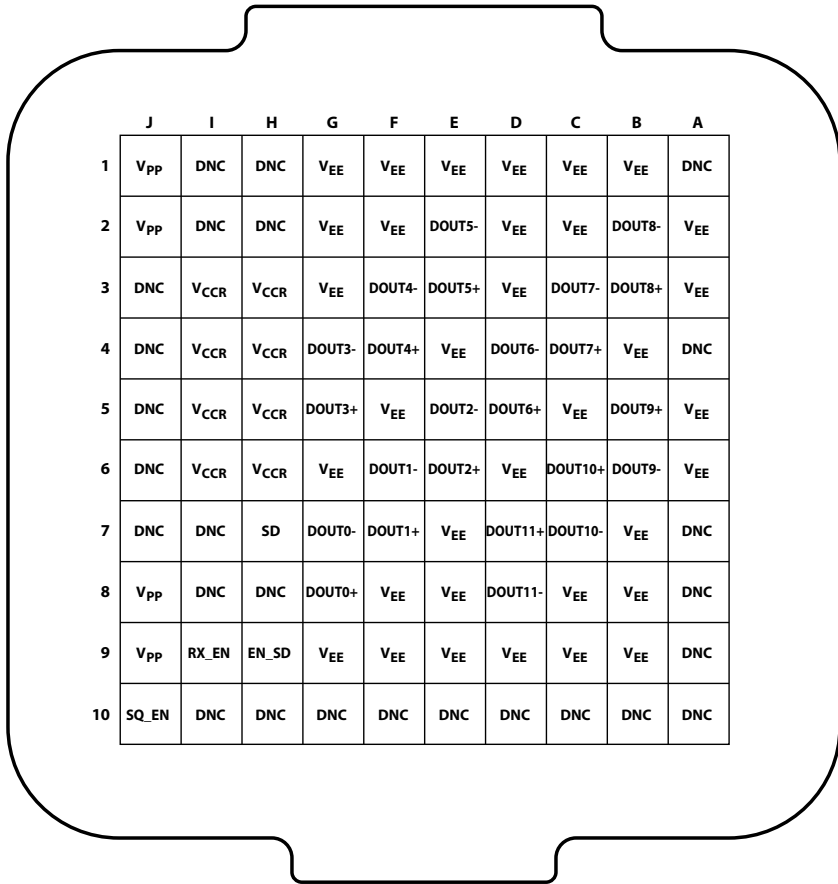 J I H G F E D C B A
1 VPP DNC DNC VEE VEE VEE VEE VEE VEE DNC
2 VPP DNC DNC VEE VEE DOUT5- VEE VEE DOUT8- VEE
3 DNC VCCR VCCR VEE DOUT4- DOUT5+ VEE DOUT7- DOUT8+ VEE
4 DNC VCCR VCCR DOUT3- DOUT4+ VEE DOUT6- DOUT7+ VEE DNC
5 DNC VCCR VCCR DOUT3+ VEE DOUT2- DOUT6+ VEE DOUT9+ VEE
6 DNC VCCR VCCR VEE DOUT1- DOUT2+ VEE DOUT10+ DOUT9- VEE
7 DNC DNC SD DOUT0- DOUT1+ VEE DOUT11+ DOUT10- VEE DNC
8 VPP DNC DNC DOUT0+ VEE VEE DOUT11- VEE VEE DNC
9 VPP RX_EN EN_SD VEE VEE VEE VEE VEE VEE DNC
10 SQ_EN DNC DNC DNC DNC DNC DNC DNC DNC DNC